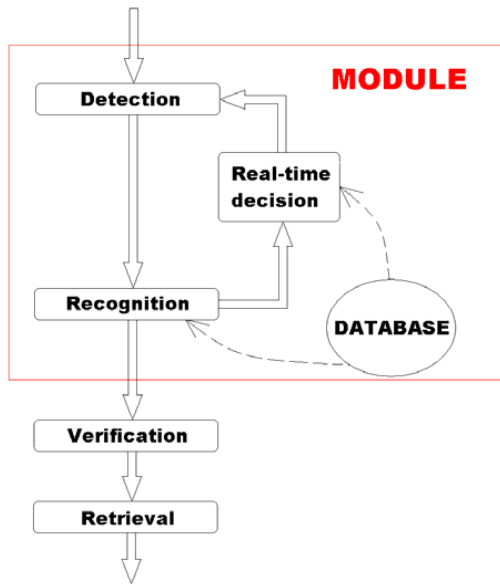 MODULE
Detection
Real-time
decision
Recognition
DATABASE
Verification
Retrieval